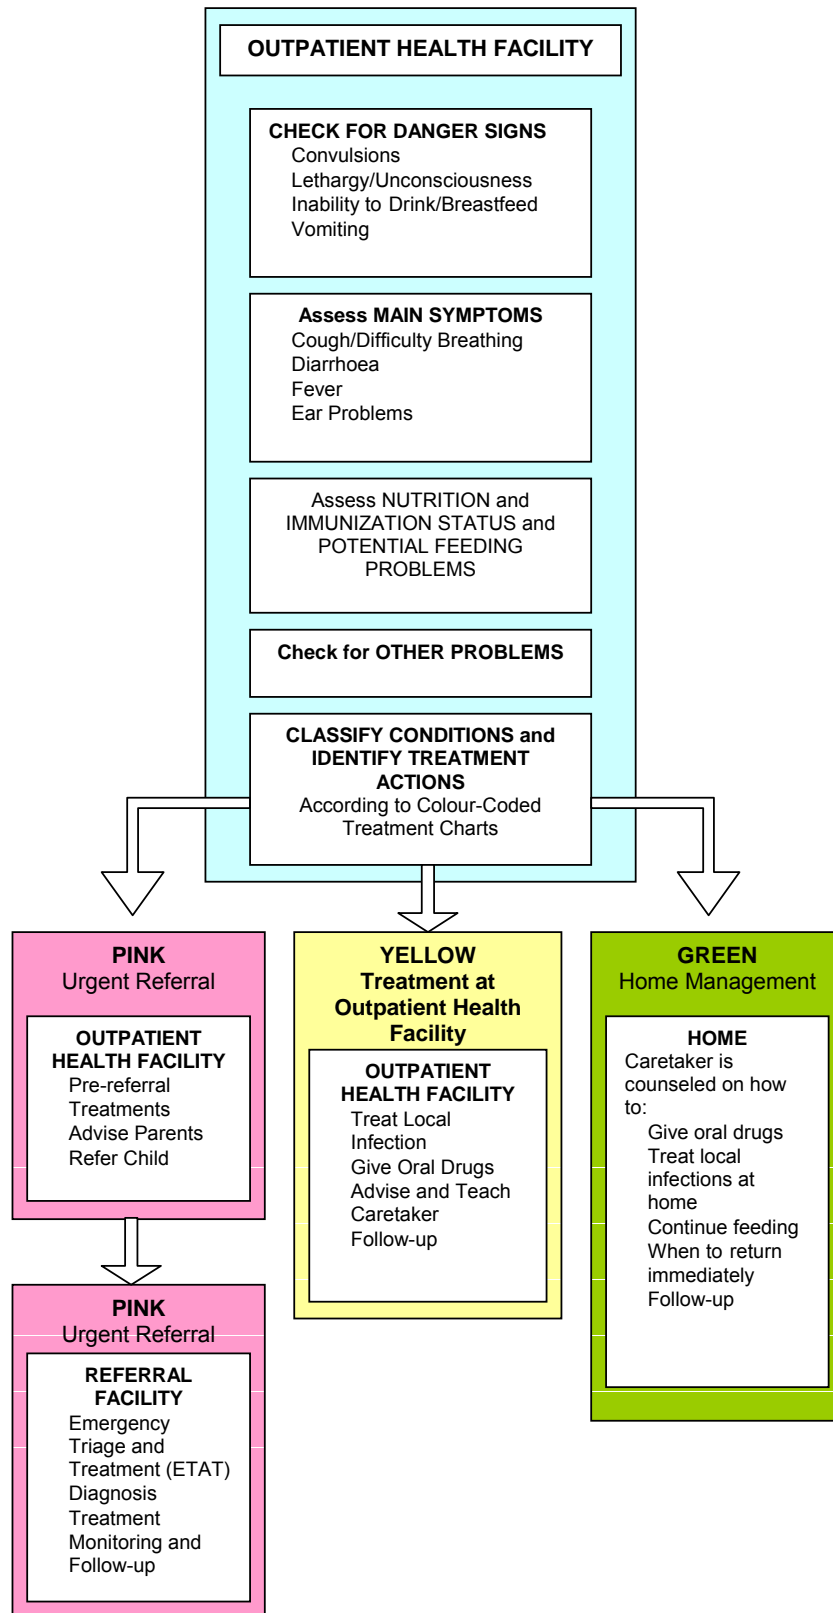 OUTPATIENT HEALTH FACILITY
CHECK FOR DANGER SIGNS
Convulsions
Lethargy/Unconsciousness
Inability to Drink/Breastfeed
Vomiting
Assess MAIN SYMPTOMS
Cough/Difficulty Breathing
Diarrhoea
Fever
Ear Problems
Assess NUTRITION and
IMMUNIZATION STATUS and
POTENTIAL FEEDING
PROBLEMS
Check for OTHER PROBLEMS
CLASSIFY CONDITIONS and
IDENTIFY TREATMENT
ACTIONS
According to Colour-Coded
Treatment Charts
PINK
Urgent Referral
OUTPATIENT
HEALTH FACILITY
Pre-referral
Treatments
Advise Parents
Refer Child
PINK
Urgent Referral
REFERRAL
FACILITY
Emergency
Triage and
Treatment (ETAT)
Diagnosis
Treatment
Monitoring and
Follow-up
YELLOW
Treatment at
Outpatient Health
Facility
OUTPATIENT
HEALTH FACILITY
Treat Local
Infection
Give Oral Drugs
Advise and Teach
Caretaker
Follow-up
GREEN
Home Management
HOME
Caretaker is
counseled on how
to:
Give oral drugs
Treat local
infections at
home
Continue feeding
When to return
immediately
Follow-up